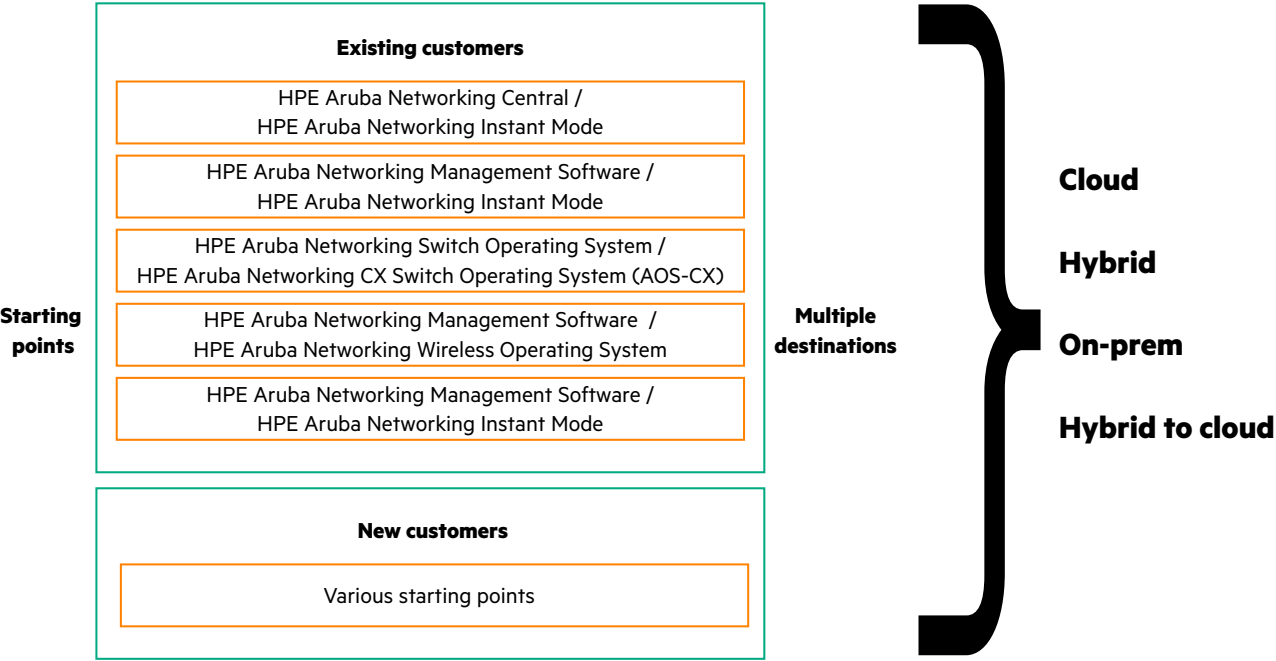 Existing customers
HPE Aruba Networking Central /
HPE Aruba Networking Instant Mode
HPE Aruba Networking Management Software /
HPE Aruba Networking Instant Mode
HPE Aruba Networking Switch Operating System /
HPE Aruba Networking CX Switch Operating System (AOS-CX)
HPE Aruba Networking Management Software /
HPE Aruba Networking Wireless Operating System
HPE Aruba Networking Management Software /
HPE Aruba Networking Instant Mode
Starting
points
New customers
Various starting points
Multiple
destinations
Cloud
Hybrid
On-prem
Hybrid to cloud